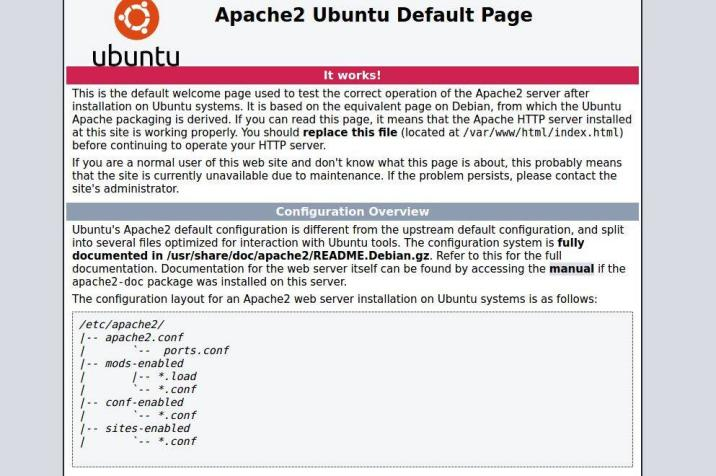 Apache2 Ubuntu Default Page
ubuntu
It works!
This is the default welcome page used to test the correct operation of the Apache2 server after
installation on Ubuntu systems. It is based on the equivalent page on Debian, from which the Ubuntu
Apache packaging is derived. If you can read this page, it means that the Apache HTTP server installed
at this site is working properly. You should replace this file (located at /var/www/html/index.html)
before continuing to operate your HTTP server.
If you are a normal user of this web site and don't know what this page is about, this probably means
that the site is currently unavailable due to maintenance. If the problem persists, please contact the
site's administrator.
Configuration Overview
Ubuntu's Apache2 default configuration is different from the upstream default configuration, and split
into several files optimized for interaction with Ubuntu tools. The configuration system is fully
documented in /usr/share/doc/apache2/README.Debian.gz. Refer to this for the full
documentation. Documentation for the web server itself can be found by accessing the manual if the
apache2-doc package was installed on this server.
The configuration layout for an Apache2 web server installation on Ubuntu systems is as follows:
/etc/apache2/
|-- apache2.conf
|       `--  ports.conf
|-- mods-enabled
|       |-- *.load
|       `-- *.conf
|-- conf-enabled
|       `-- *.conf
|-- sites-enabled
|       `-- *.conf